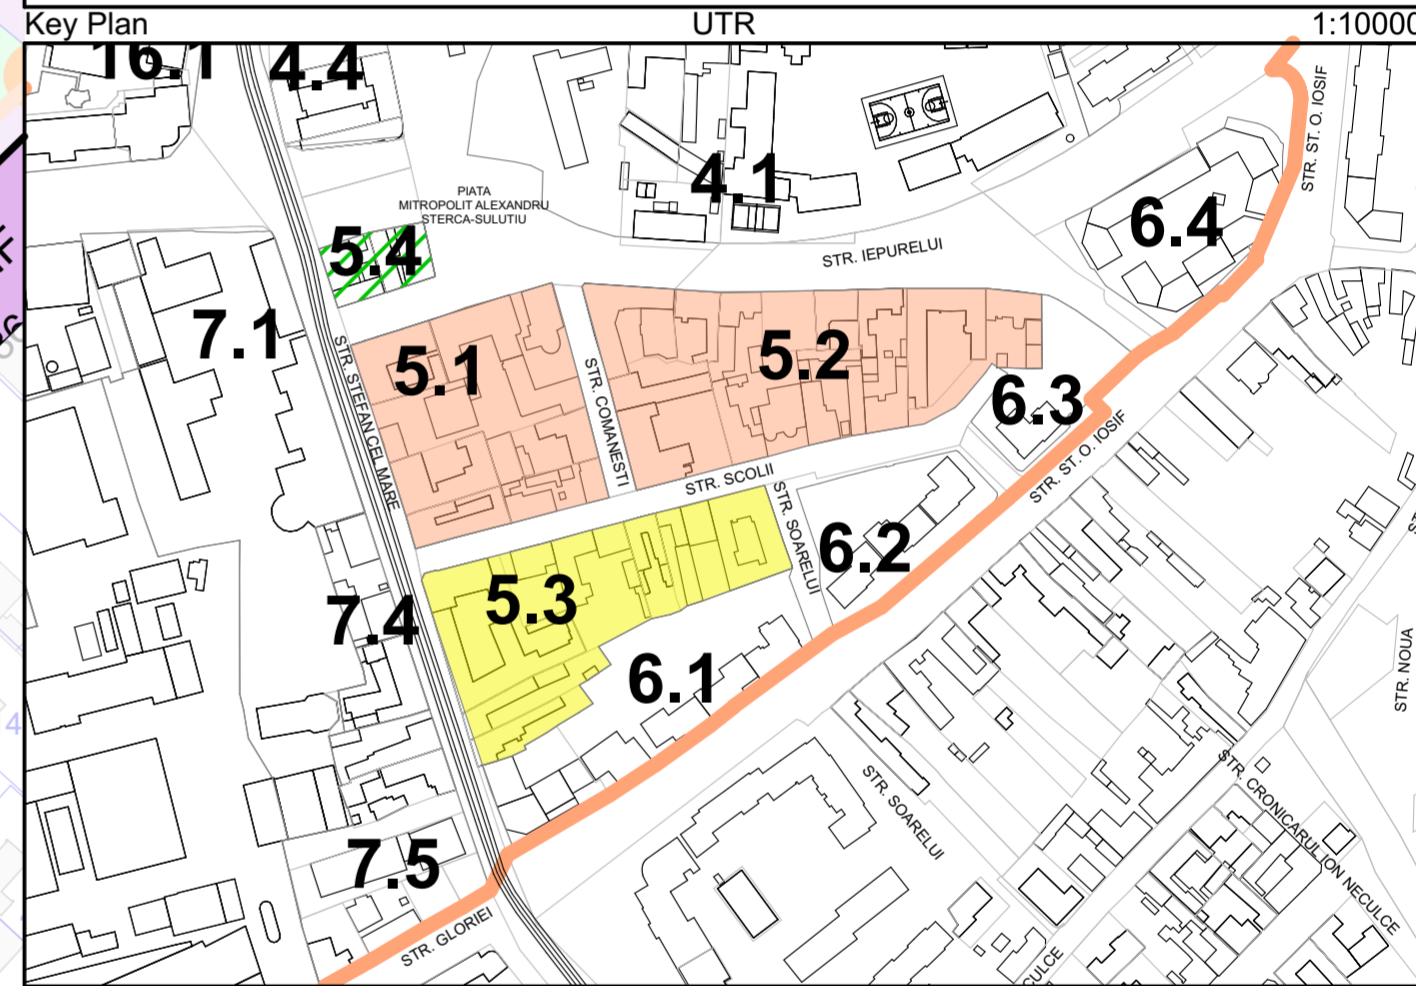 Key Plan UTR 1:10000
16.1
4.4
PIATA
MITROPOLIT ALEXANDRU
STERCA-SULUTIU
4.1
STR. ST. O. IOSIF
6.4
5.4
STR. IEPURELUI
7.1
5.1
5.2
STR. STEFAN CEL MARE
STR. COMANESTI
6.3
STR. ST. O. IOSIF
STR. SCOLII
STR. SOARELUI
6.2
5.3
7.4
6.1
STR. NOUA
STR. SOARELUI
STR. CRONICARUL ION NECULCE
7.5
STR. GLORIEI
CULCE
4